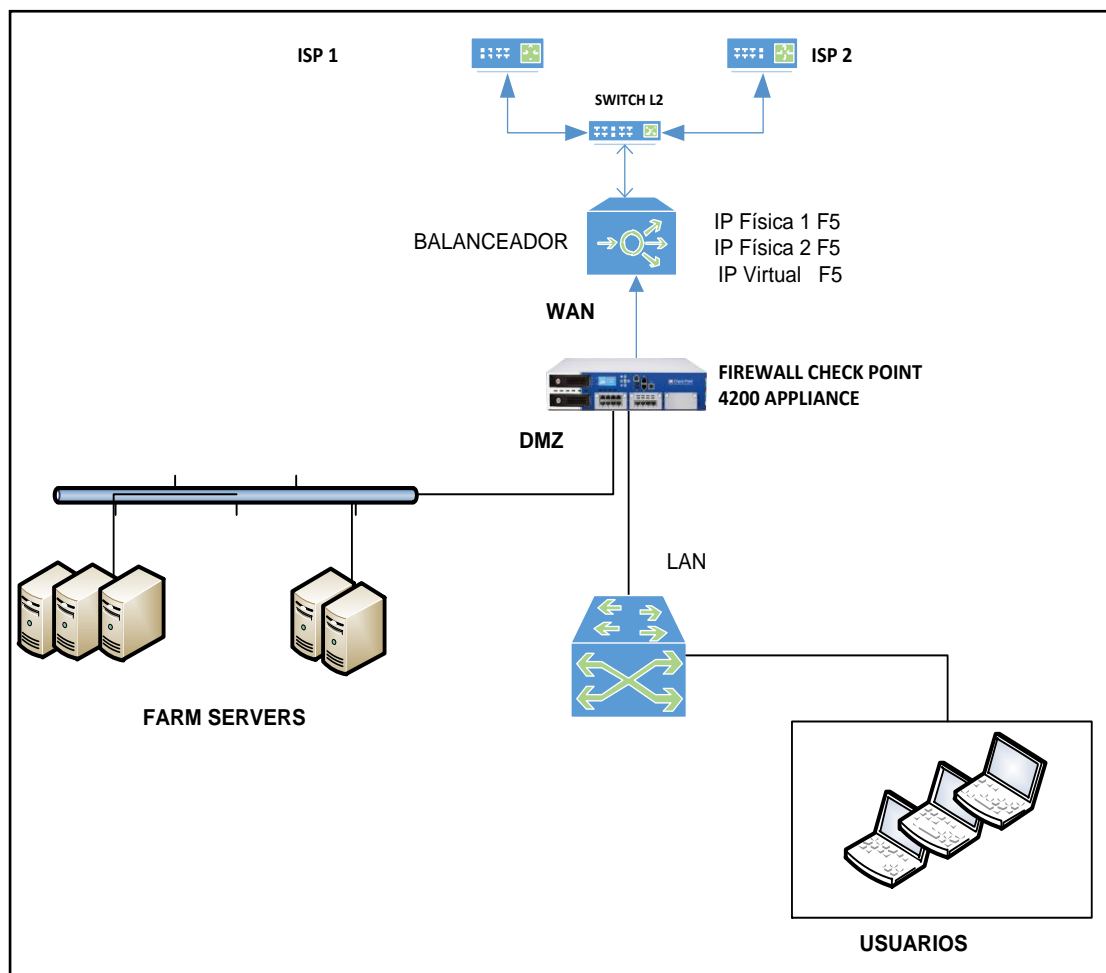 ISP 1
ISP 2
SWITCH L2
BALANCEADOR
IP Física 1 F5
IP Física 2 F5
IP Virtual F5
WAN
FIREWALL CHECK POINT
4200 APPLIANCE
DMZ
LAN
FARM SERVERS
USUARIOS